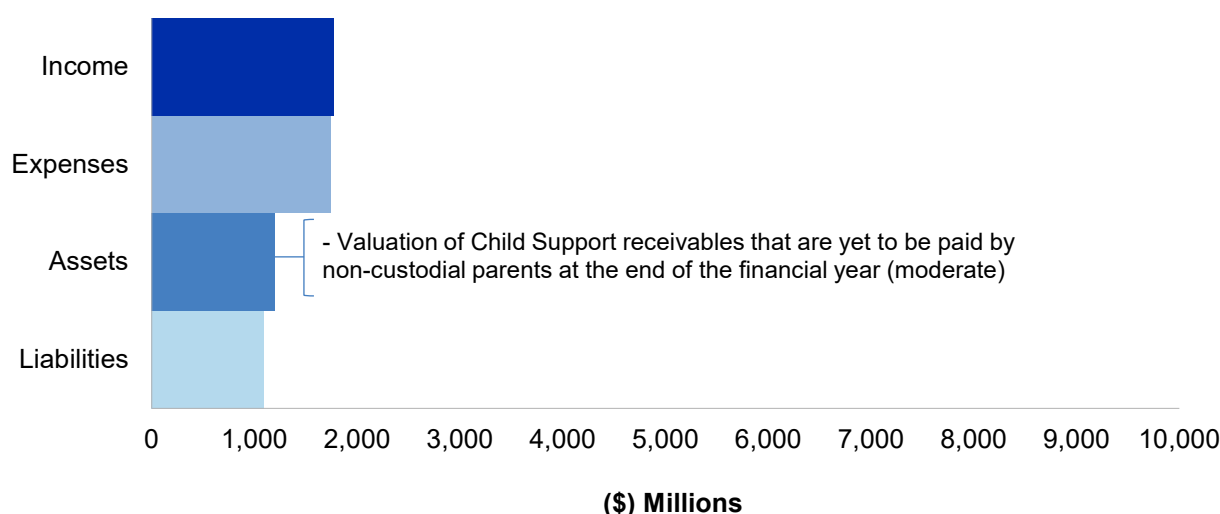 Income
Expenses
Assets
- Valuation of Child Support receivables that are yet to be paid by
non-custodial parents at the end of the financial year (moderate)
Liabilities
0 1,000 2,000 3,000 4,000 5,000 6,000 7,000 8,000 9,000 10,000
($) Millions